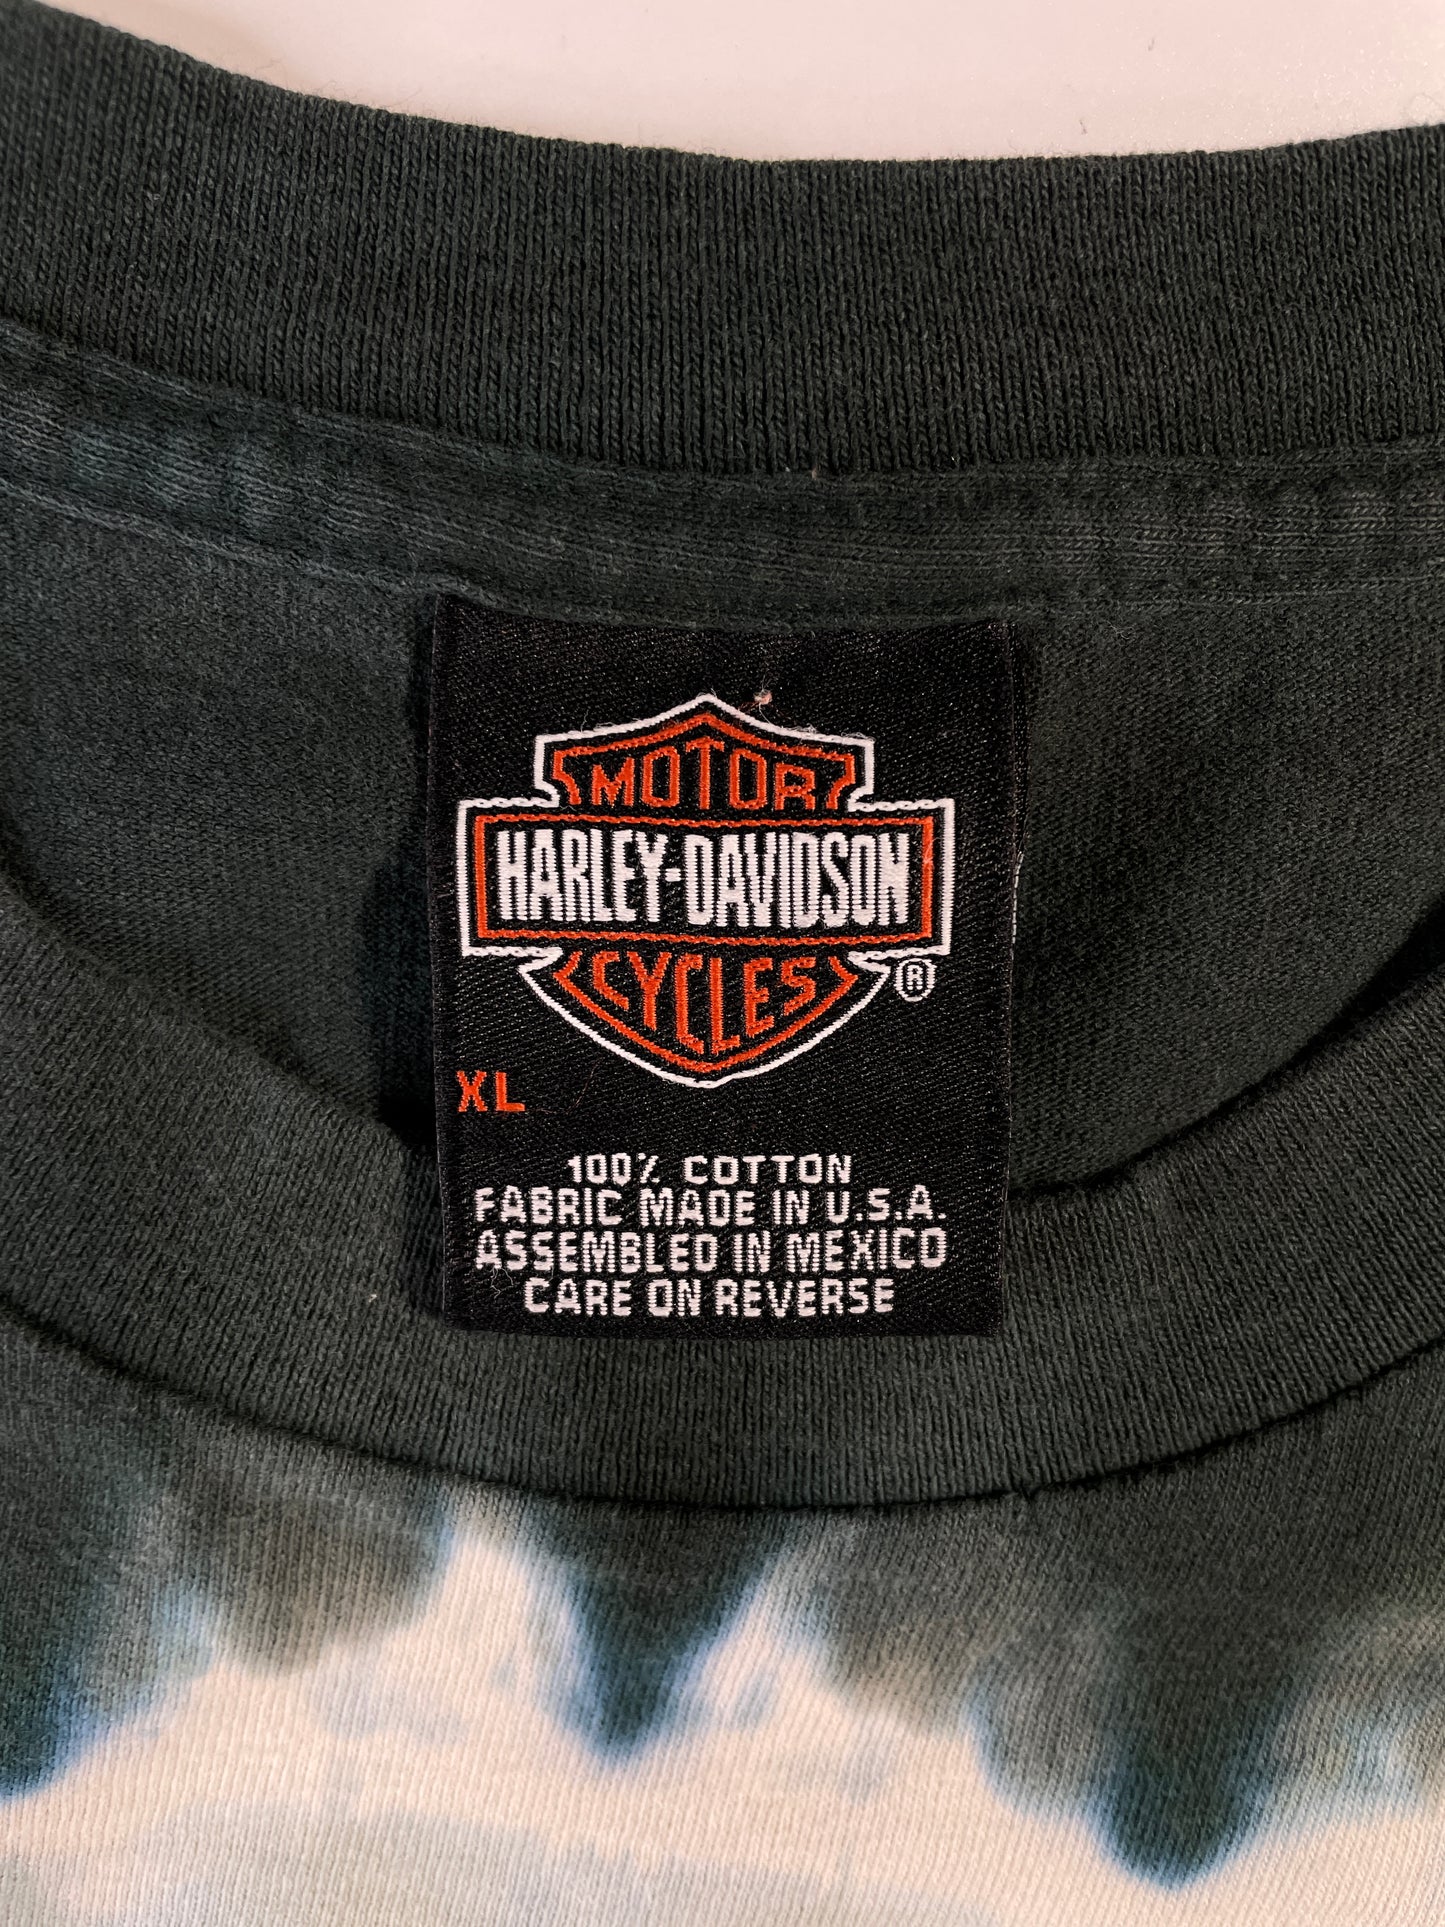 MOTOR
HARLEY-DAVIDSON
CYCLES
®
XL
100% COTTON
FABRIC MADE IN U.S.A.
ASSEMBLED IN MEXICO
CARE ON REVERSE